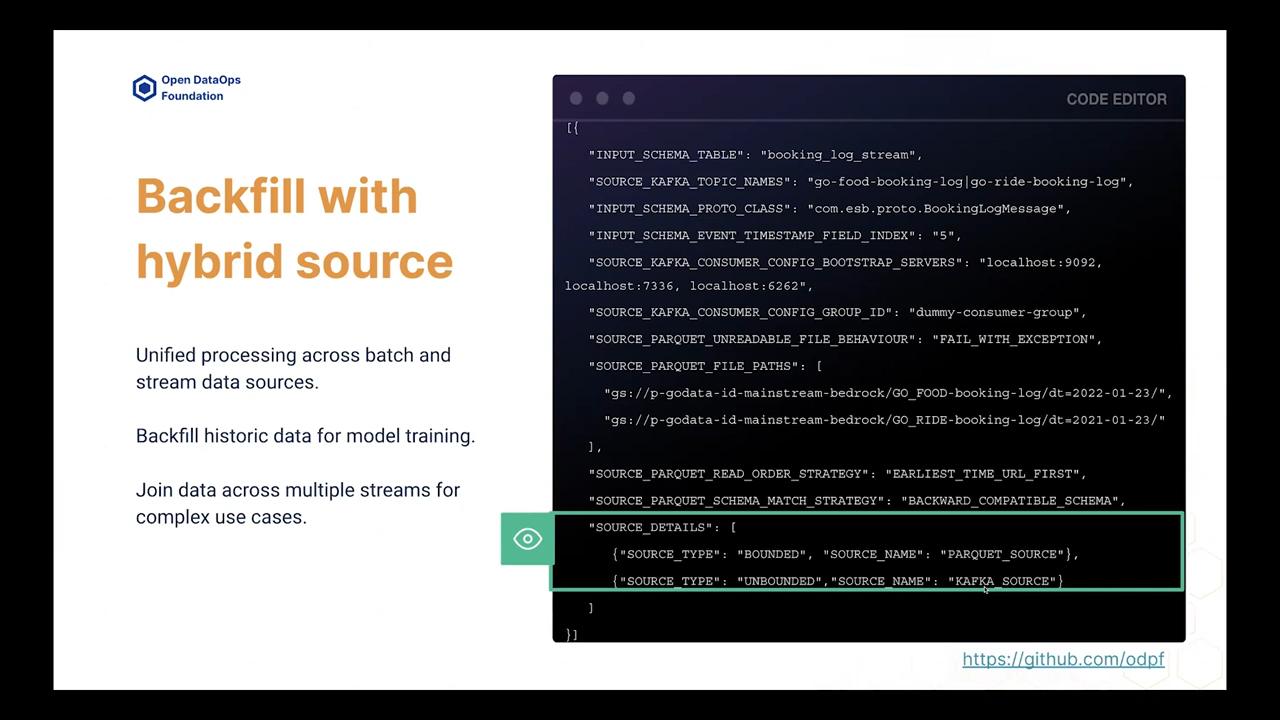 Open DataOps
Foundation
Backfill with
hybrid source
Unified processing across batch and
stream data sources.
Backfill historic data for model training.
Join data across multiple streams for
complex use cases.
CODE EDITOR
[{
"INPUT_SCHEMA_TABLE": "booking_log_stream",
"SOURCE_KAFKA_TOPIC_NAMES": "go-food-booking-log|go-ride-booking-log",
"INPUT_SCHEMA_PROTO_CLASS": "com.esb.proto.BookingLogMessage",
"INPUT_SCHEMA_EVENT_TIMESTAMP_FIELD_INDEX": "5",
"SOURCE_KAFKA_CONSUMER_CONFIG_BOOTSTRAP_SERVERS": "localhost:9092,
localhost:7336, localhost:6262",
"SOURCE_KAFKA_CONSUMER_CONFIG_GROUP_ID": "dummy-consumer-group",
"SOURCE_PARQUET_UNREADABLE_FILE_BEHAVIOUR": "FAIL_WITH_EXCEPTION",
"SOURCE_PARQUET_FILE_PATHS": [
"gs://p-godata-id-mainstream-bedrock/GO_FOOD-booking-log/dt=2022-01-23/",
"gs://p-godata-id-mainstream-bedrock/GO_RIDE-booking-log/dt=2021-01-23/"
],
"SOURCE_PARQUET_READ_ORDER_STRATEGY": "EARLIEST_TIME_URL_FIRST",
"SOURCE_PARQUET_SCHEMA_MATCH_STRATEGY": "BACKWARD_COMPATIBLE_SCHEMA",
"SOURCE_DETAILS": [
{"SOURCE_TYPE": "BOUNDED", "SOURCE_NAME": "PARQUET_SOURCE"},
{"SOURCE_TYPE": "UNBOUNDED","SOURCE_NAME": "KAFKA_SOURCE"}
]
}]
https://github.com/odpf